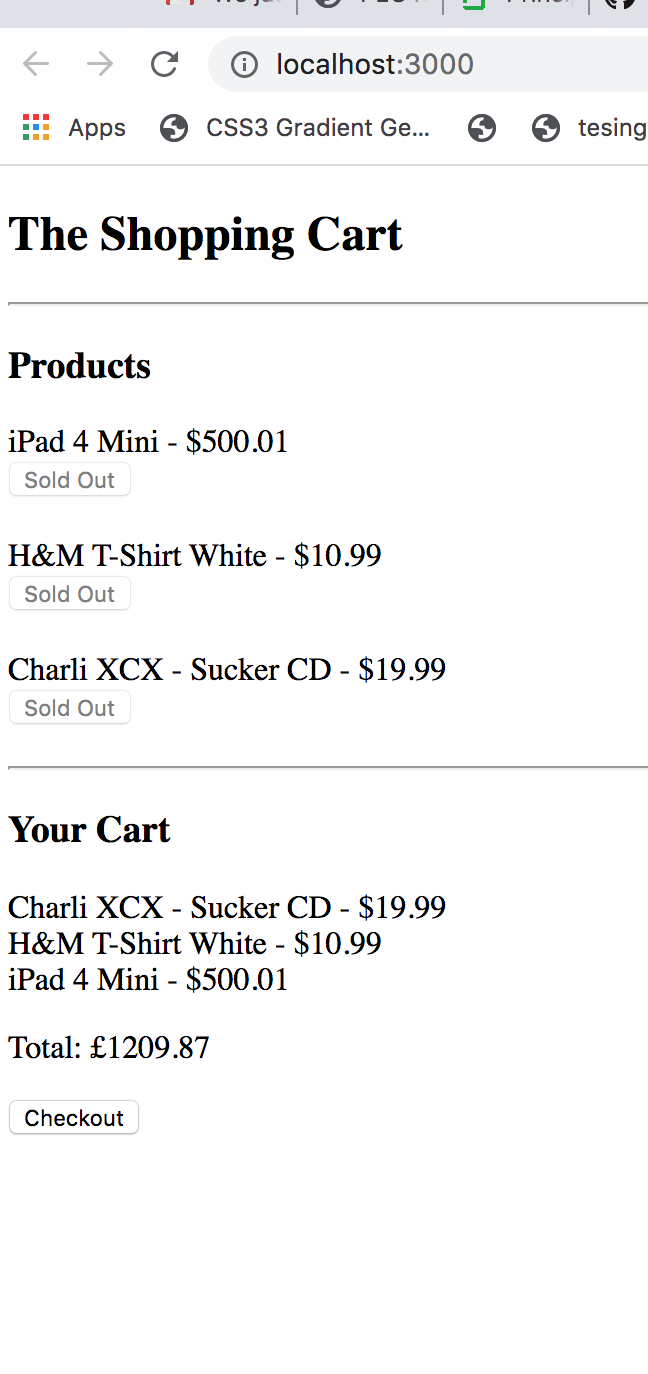 localhost:3000
Apps CSS3 Gradient Ge... tesing
The Shopping Cart
Products
iPad 4 Mini - $500.01
Sold Out
H&M T-Shirt White - $10.99
Sold Out
Charli XCX - Sucker CD - $19.99
Sold Out
Your Cart
Charli XCX - Sucker CD - $19.99
H&M T-Shirt White - $10.99
iPad 4 Mini - $500.01
Total: £1209.87
Checkout